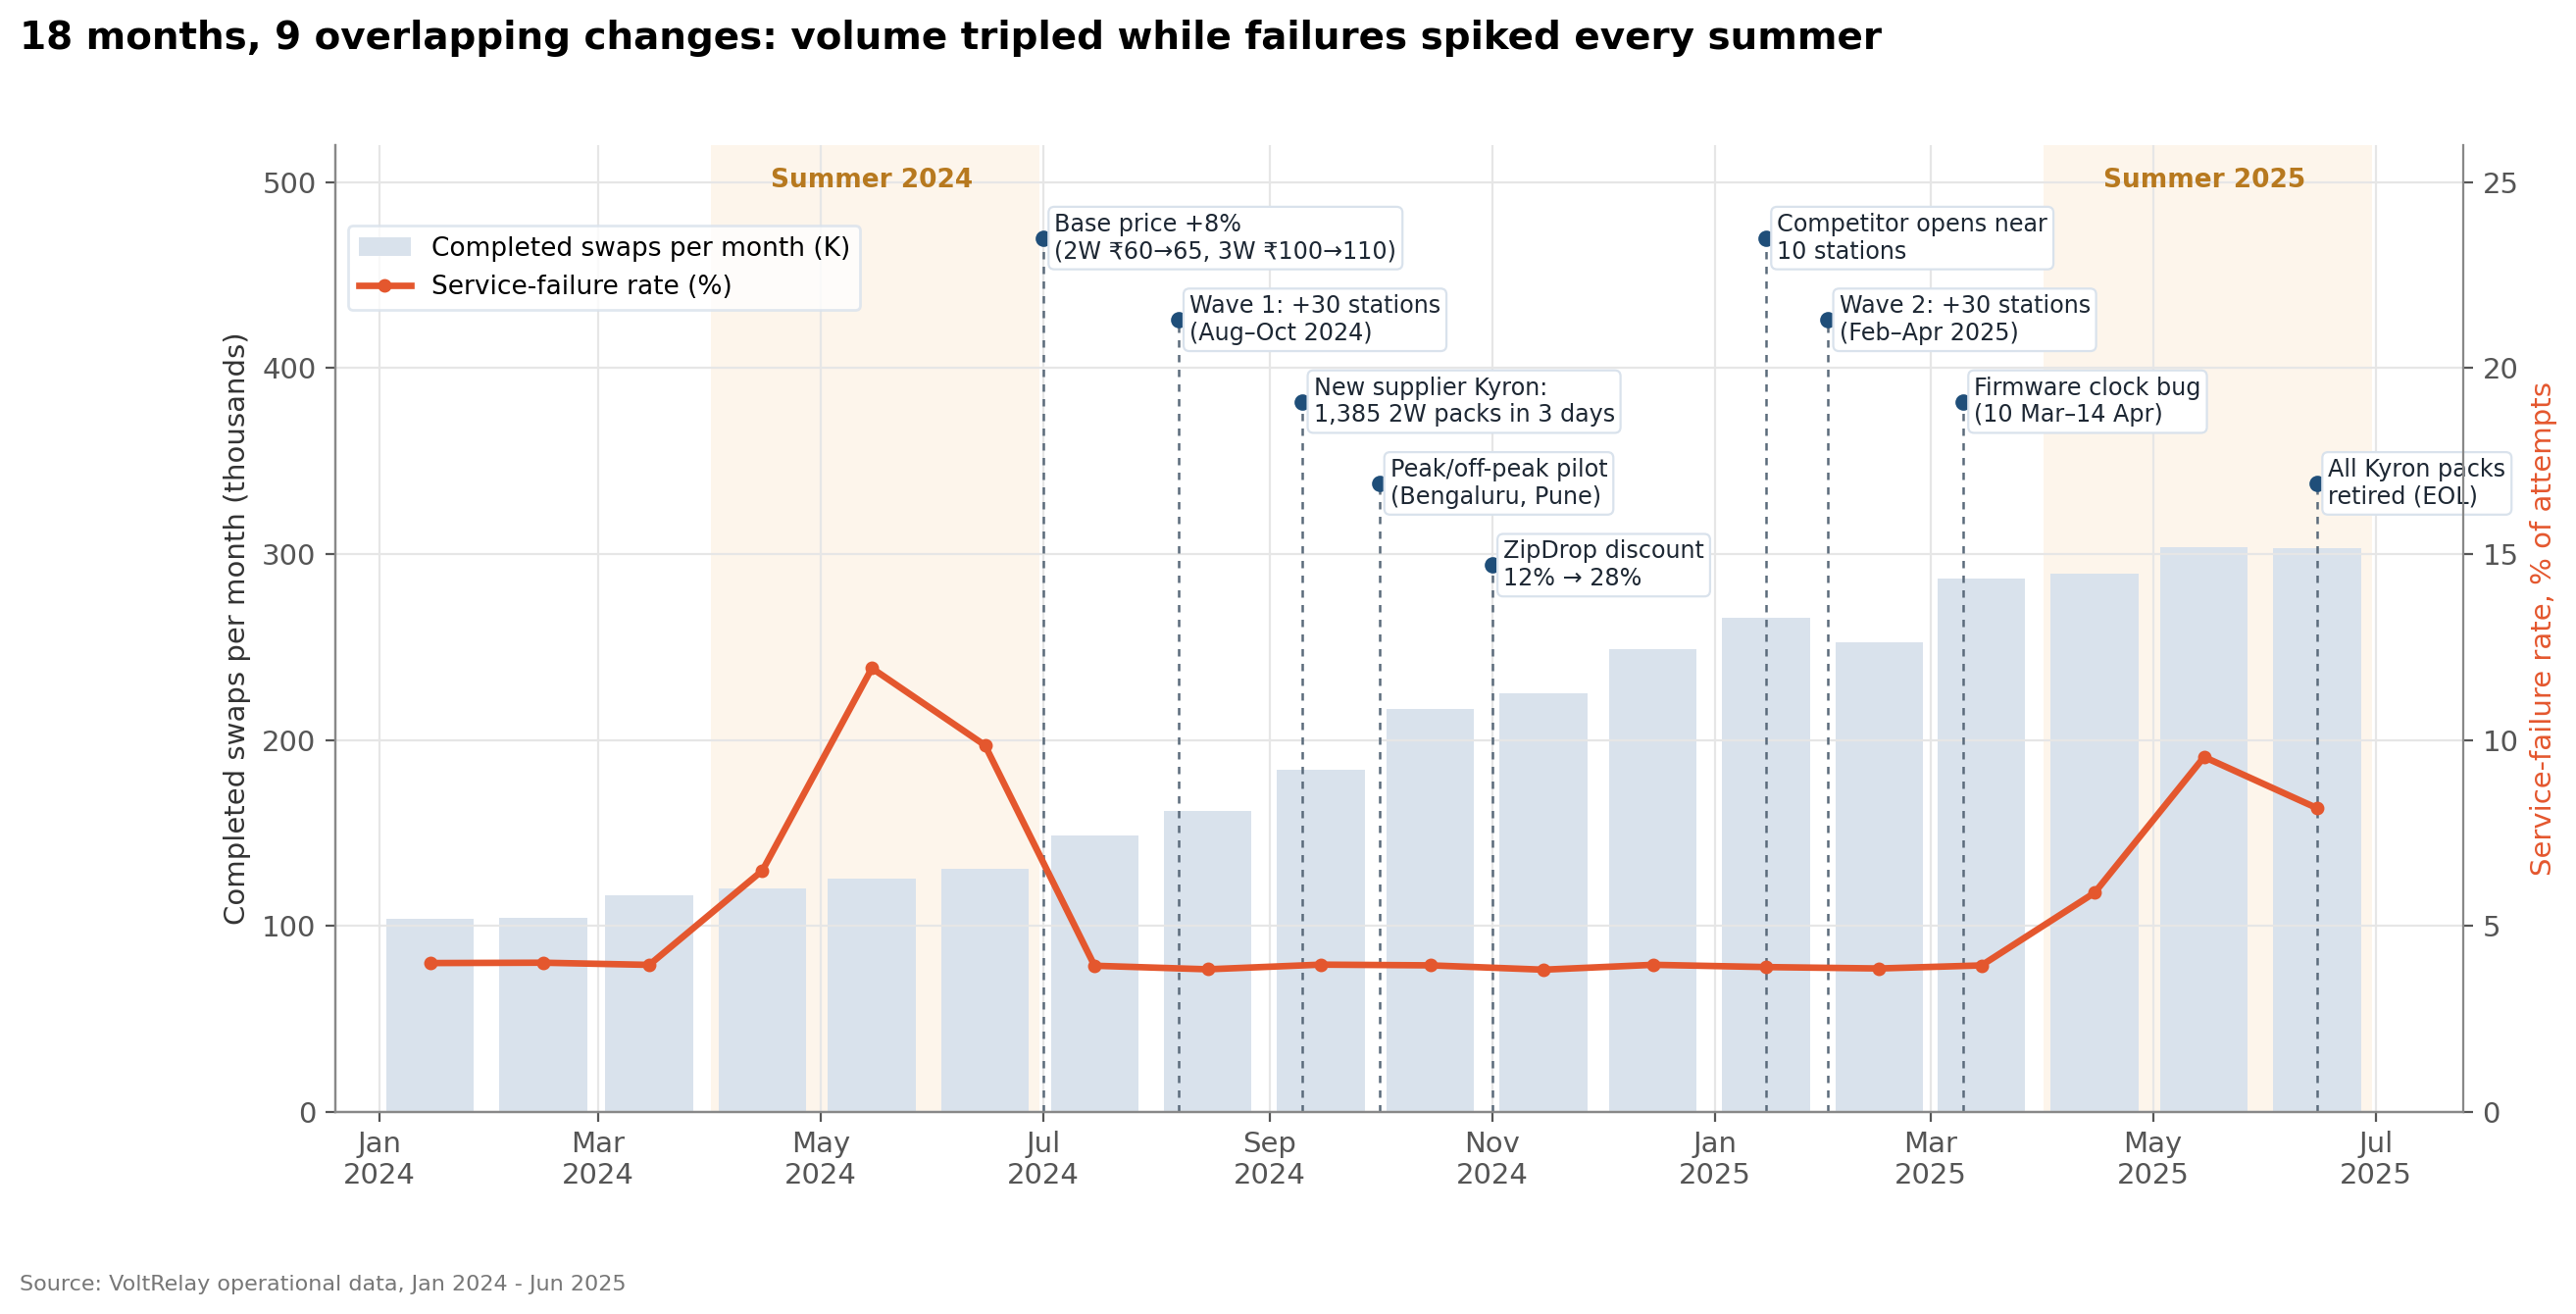 18 months, 9 overlapping changes: volume tripled while failures spiked every summer
Summer 2024
Summer 2025
Completed swaps per month (K)
Service-failure rate (%)
Base price +8%
(2W ₹60→65, 3W ₹100→110)
Competitor opens near
10 stations
Wave 1: +30 stations
(Aug–Oct 2024)
Wave 2: +30 stations
(Feb–Apr 2025)
New supplier Kyron:
1,385 2W packs in 3 days
Firmware clock bug
(10 Mar–14 Apr)
Peak/off-peak pilot
(Bengaluru, Pune)
All Kyron packs
retired (EOL)
ZipDrop discount
12% → 28%
Completed swaps per month (thousands)
500
400
300
200
100
0
25
20
15
10
5
0
Service-failure rate, % of attempts
Jan
2024
Mar
2024
May
2024
Jul
2024
Sep
2024
Nov
2024
Jan
2025
Mar
2025
May
2025
Jul
2025
Source: VoltRelay operational data, Jan 2024 - Jun 2025